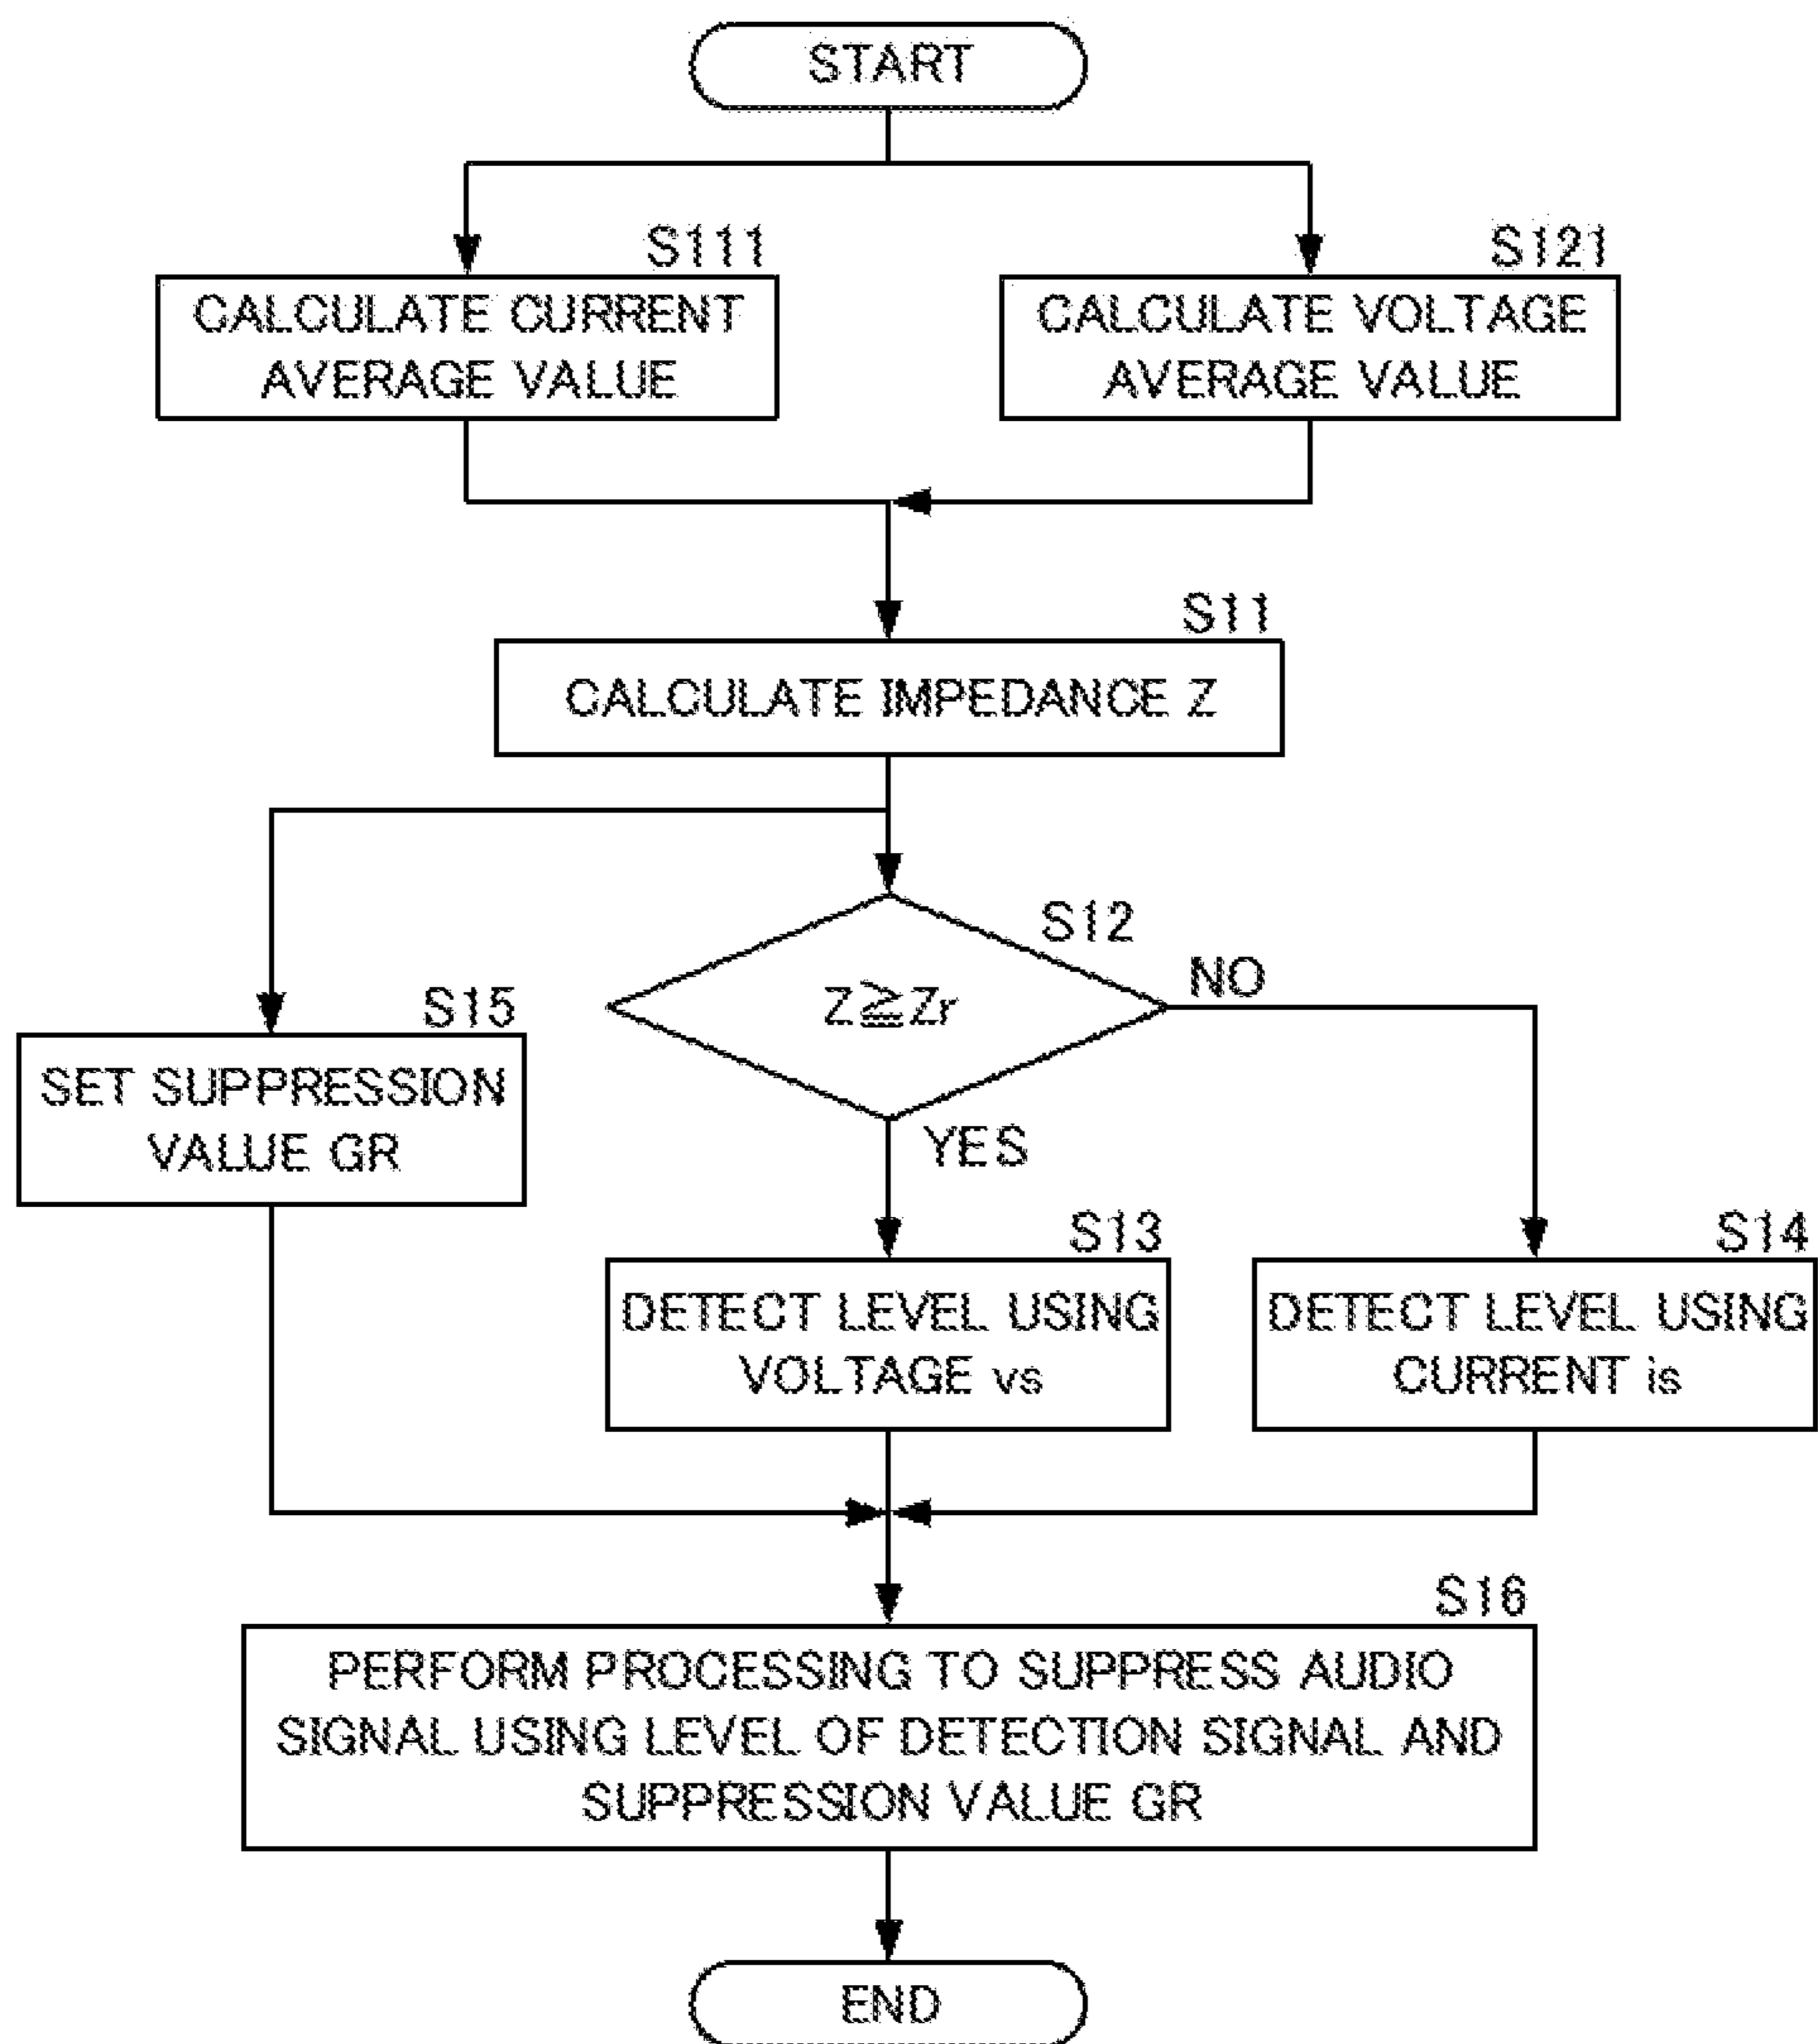 START
S111
CALCULATE CURRENT
AVERAGE VALUE
S121
CALCULATE VOLTAGE
AVERAGE VALUE
S11
CALCULATE IMPEDANCE Z
S12
Z≧Zr
NO
YES
S15
SET SUPPRESSION
VALUE GR
S13
DETECT LEVEL USING
VOLTAGE vs
S14
DETECT LEVEL USING
CURRENT is
S16
PERFORM PROCESSING TO SUPPRESS AUDIO
SIGNAL USING LEVEL OF DETECTION SIGNAL AND
SUPPRESSION VALUE GR
END